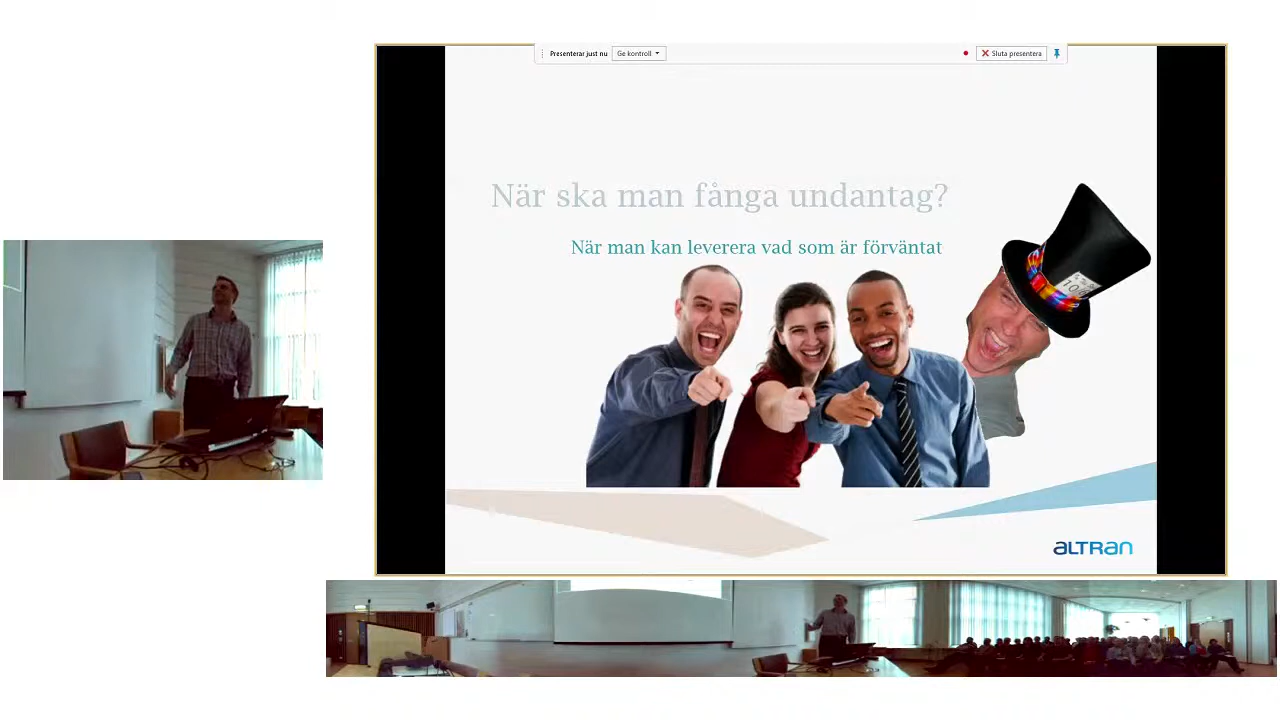 Presenterar just nu
Ge kontroll
Sluta presentera
När ska man fånga undantag?
När man kan leverera vad som är förväntat
ALTRAN